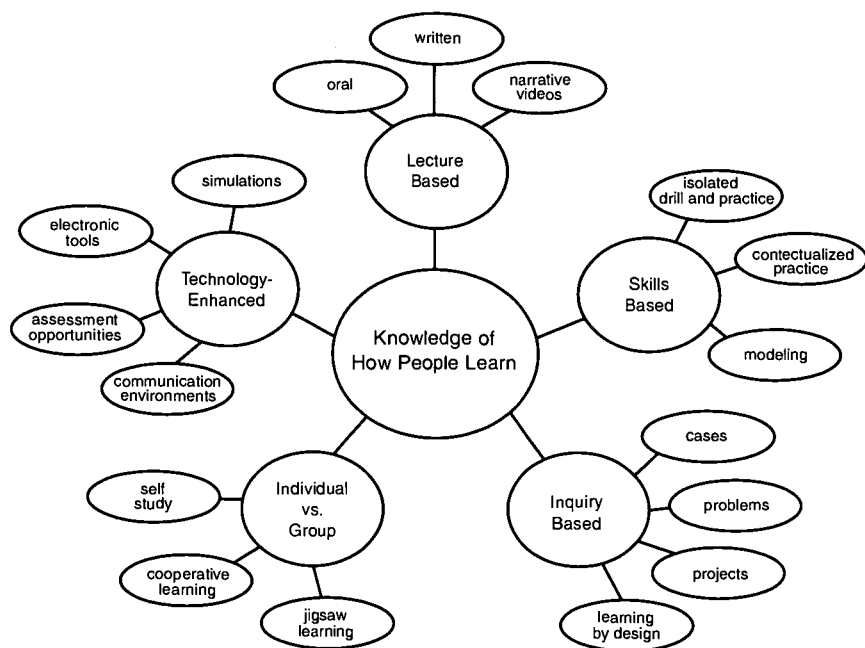 written
oral
narrative
videos
Lecture
Based
simulations
electronic
tools
Technology-
Enhanced
assessment
opportunities
communication
environments
isolated
drill and practice
contectualized
practice
Skills
Based
modeling
Knowledge of
How People Learn
self
study
Individual
vs.
Group
cooperative
learning
jigsaw
learning
cases
Inquiry
Based
problems
projects
learning
by design